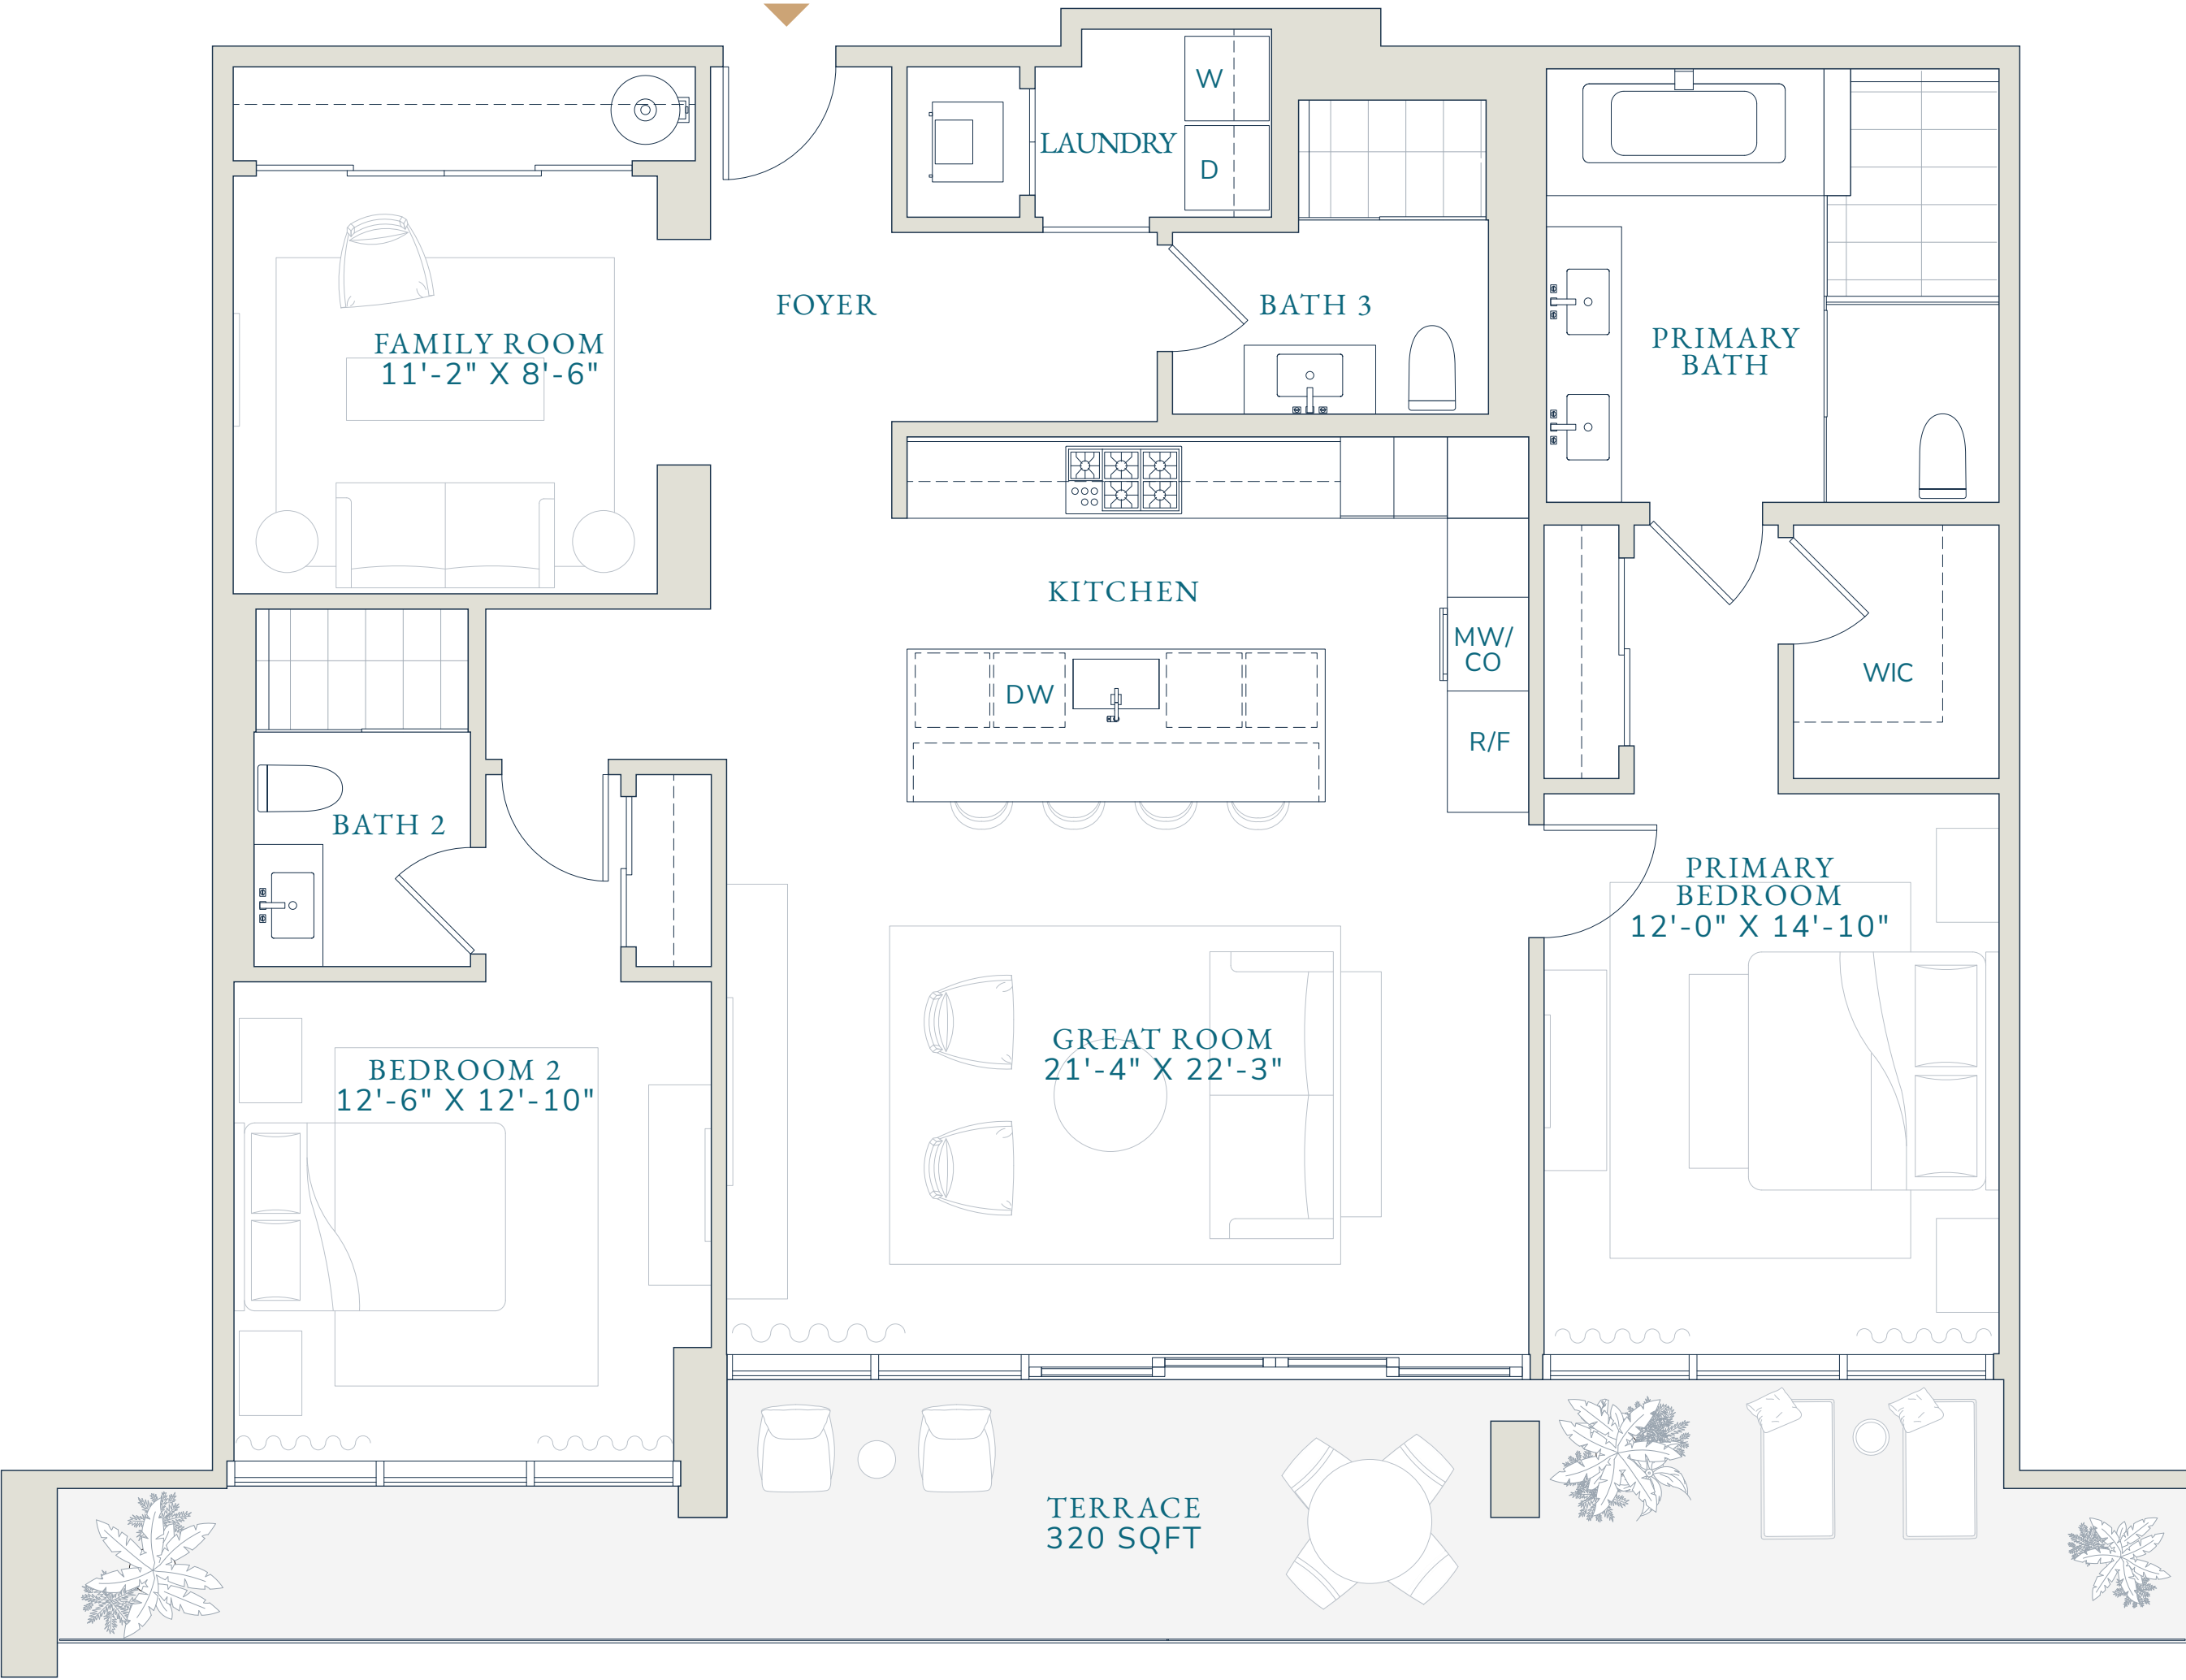 W
LAUNDRY
D
FOYER
BATH 3
FAMILY ROOM
11'-2" X 8'-6"
PRIMARY
BATH
KITCHEN
MW/
CO
WIC
DW
R/F
BATH 2
PRIMARY
BEDROOM
12'-0" X 14'-10"
GREAT ROOM
21'-4" X 22'-3"
BEDROOM 2
12'-6" X 12'-10"
TERRACE
320 SQFT